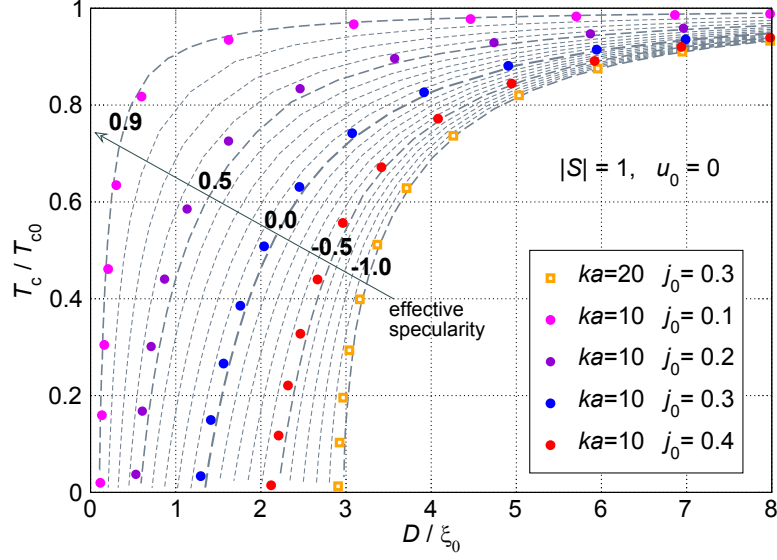 T_c / T_c0
1
0.8
0.6
0.4
0.2
0
0.9
0.5
0.0
-0.5
-1.0
effective
specularity
|S| = 1, u_0 = 0
ka=20 j_0= 0.3
ka=10 j_0= 0.1
ka=10 j_0= 0.2
ka=10 j_0= 0.3
ka=10 j_0= 0.4
0 1 2 3 4 5 6 7 8
D / ξ_0